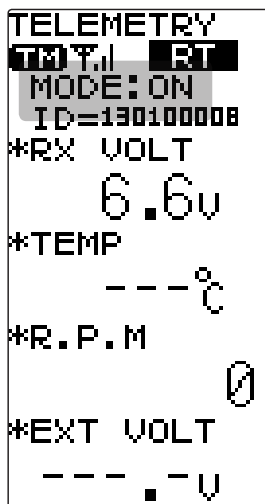 TELEMETRY
TM RT
MODE:ON
ID=130100008
*RX VOLT
6.6v
*TEMP
---℃
*R.P.M
0
*EXT VOLT
---.-v